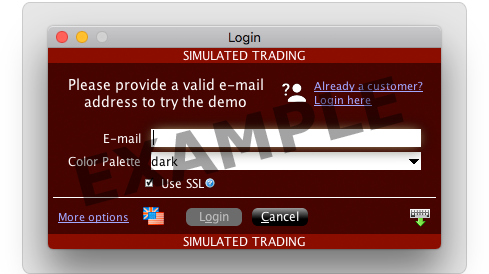 Login
SIMULATED TRADING
Please provide a valid e-mail
address to try the demo
Already a customer?
Login here
E-mail
Color Palette dark
Use SSL
EXAMPLE
More options Login Cancel
SIMULATED TRADING